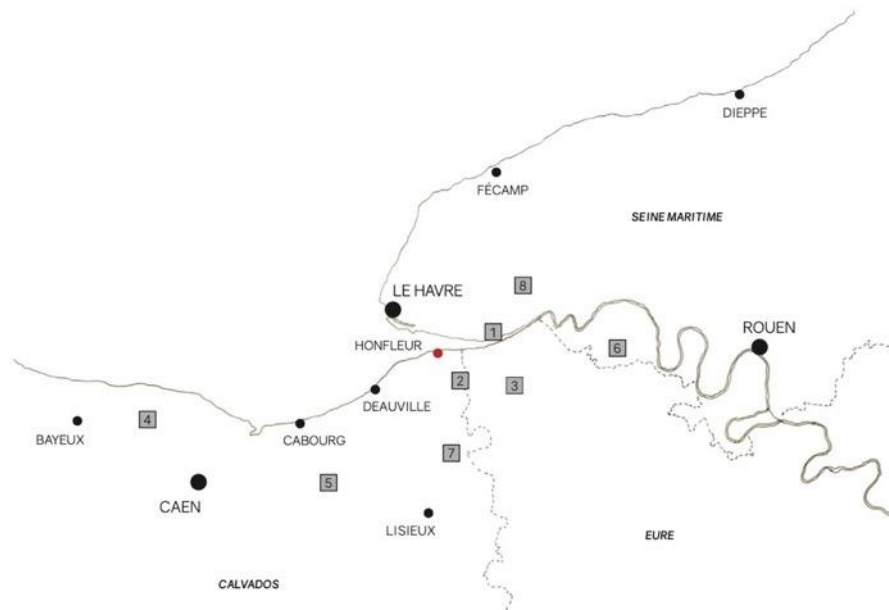 DIEPPE
FÉCAMP
SEINE MARITIME
8
LE HAVRE
1
ROUEN
HONFLEUR
6
2
3
DEAUVILLE
4
BAYEUX
CABOURG
7
5
CAEN
LISIEUX
EURE
CALVADOS